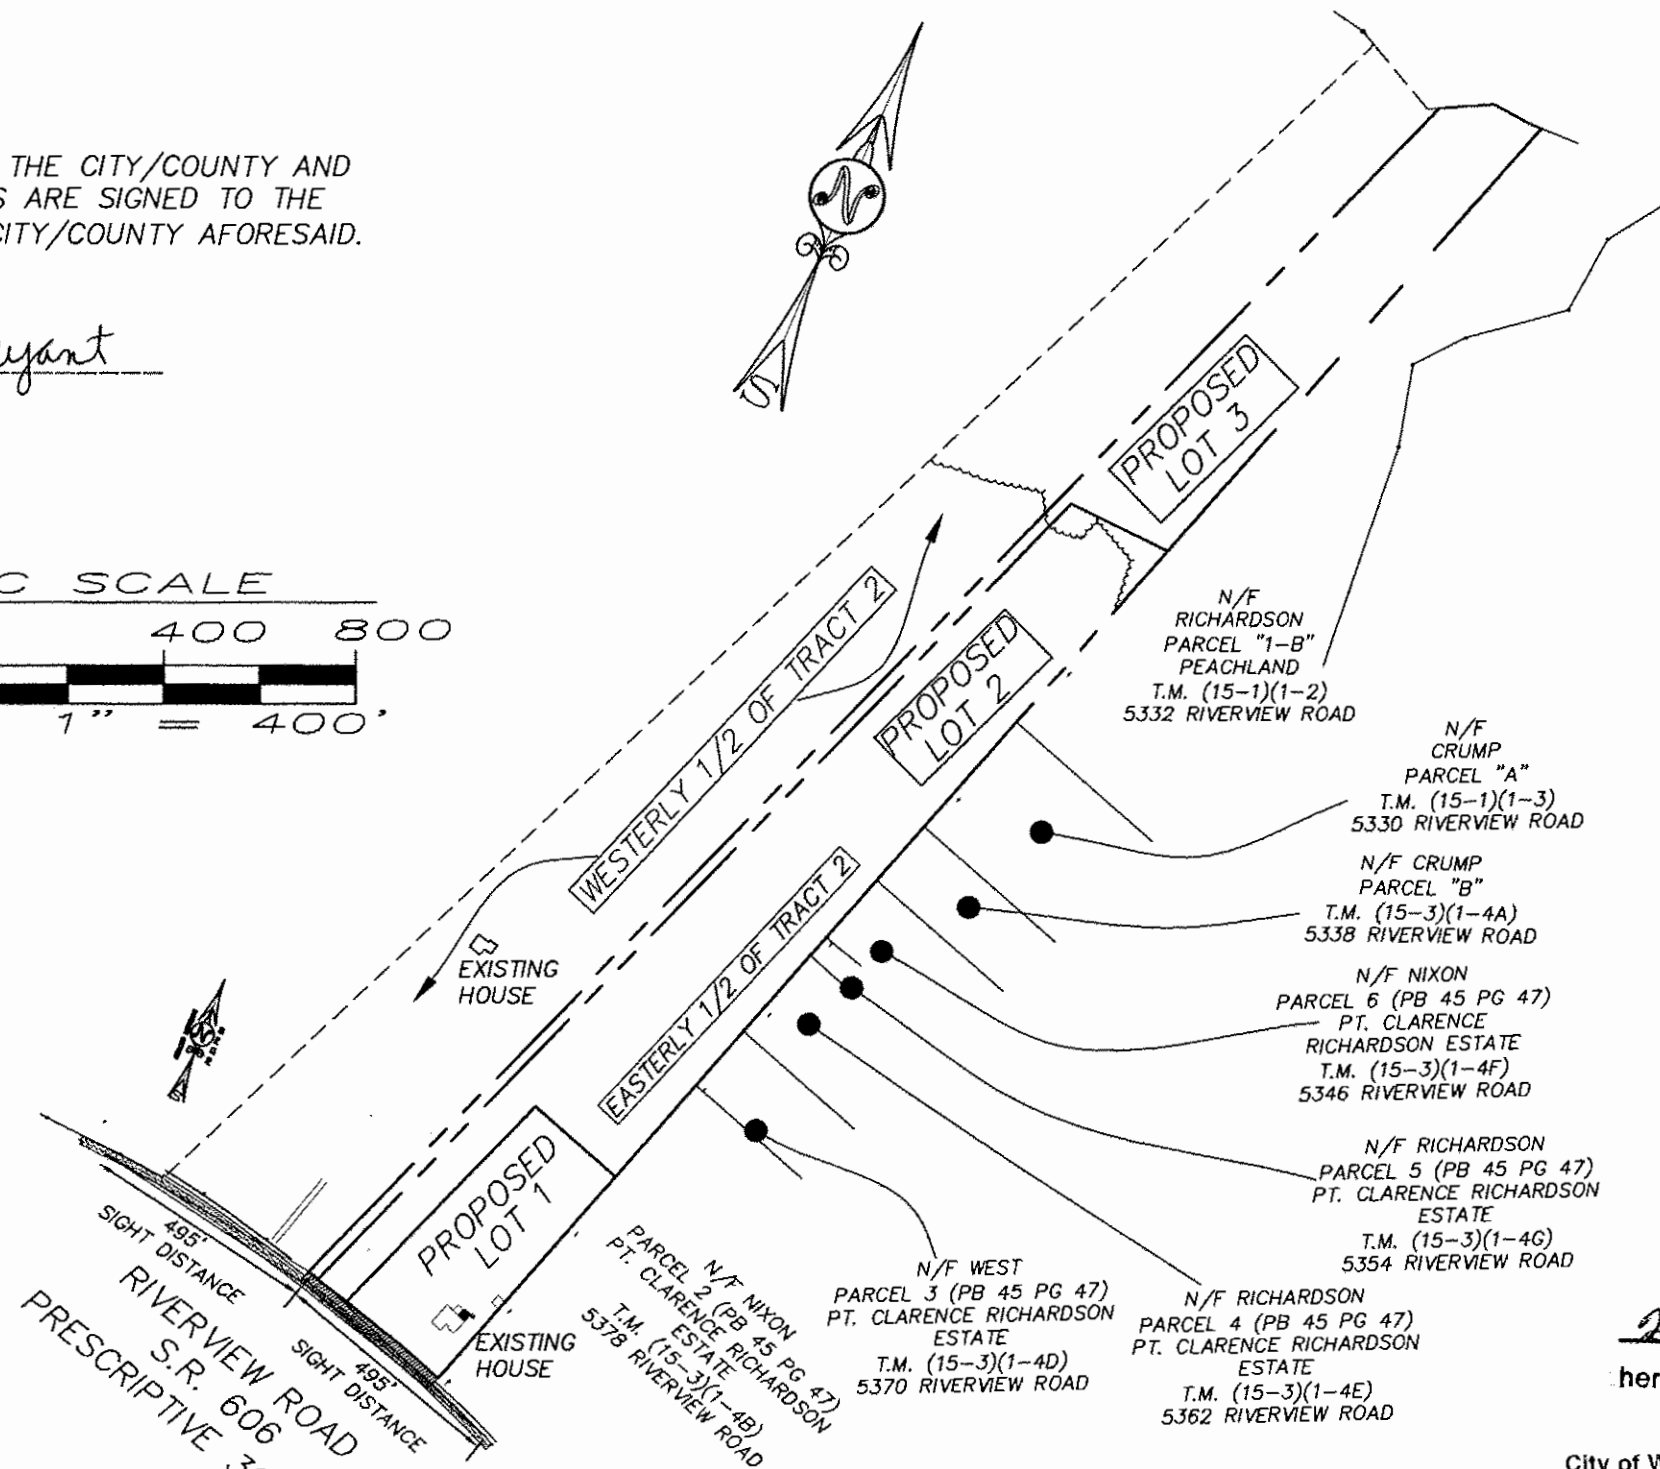 THE CITY/COUNTY AND
S ARE SIGNED TO THE
CITY/COUNTY AFORESAID.
N
S
C SCALE
400 800
1" = 400'
PROPOSED
LOT 3
WESTERLY 1/2 OF TRACT 2
PROPOSED
LOT 2
EASTERLY 1/2 OF TRACT 2
EXISTING
HOUSE
PROPOSED
LOT 1
EXISTING
HOUSE
495'
SIGHT DISTANCE
RIVERVIEW ROAD
S.R. 606
PRESCRIPTIVE
495'
SIGHT DISTANCE
N/F
RICHARDSON
PARCEL "1-B"
PEACHLAND
T.M. (15-1)(1-2)
5332 RIVERVIEW ROAD
N/F
CRUMP
PARCEL "A"
T.M. (15-1)(1-3)
5330 RIVERVIEW ROAD
N/F CRUMP
PARCEL "B"
T.M. (15-3)(1-4A)
5338 RIVERVIEW ROAD
N/F NIXON
PARCEL 6 (PB 45 PG 47)
PT. CLARENCE
RICHARDSON ESTATE
T.M. (15-3)(1-4F)
5346 RIVERVIEW ROAD
N/F RICHARDSON
PARCEL 5 (PB 45 PG 47)
PT. CLARENCE RICHARDSON
ESTATE
T.M. (15-3)(1-4G)
5354 RIVERVIEW ROAD
N/F RICHARDSON
PARCEL 4 (PB 45 PG 47)
PT. CLARENCE RICHARDSON
ESTATE
T.M. (15-3)(1-4E)
5362 RIVERVIEW ROAD
N/F WEST
PARCEL 3 (PB 45 PG 47)
PT. CLARENCE RICHARDSON
ESTATE
T.M. (15-3)(1-4D)
5370 RIVERVIEW ROAD
N/F NIXON
PARCEL 2 (PB 45 PG 47)
PT. CLARENCE RICHARDSON
ESTATE
T.M. (15-3)(1-4B)
5378 RIVERVIEW ROAD
her
City of W